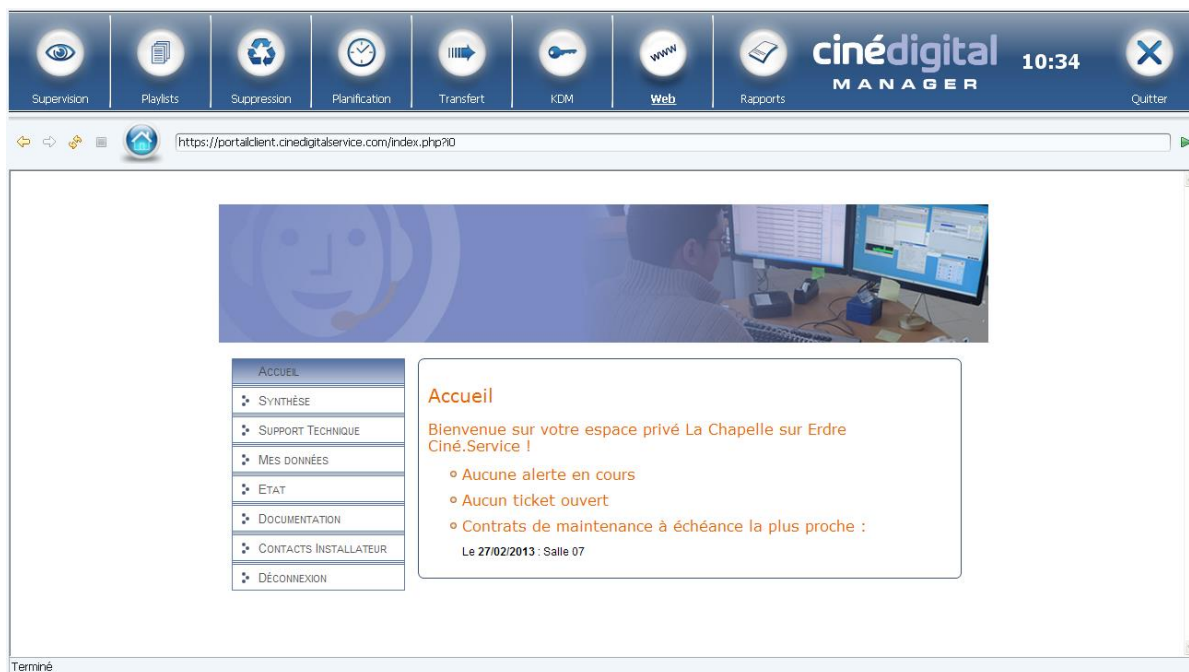 Supervision
Playlists
Suppression
Planification
Transfert
KDM
www
Web
Rapports
cinédigital
MANAGER
10:34
Quitter
https://portailclient.cinedigitalservice.com/index.php?i0
ACCUEIL
SYNTHÈSE
SUPPORT TECHNIQUE
MES DONNÉES
ETAT
DOCUMENTATION
CONTACTS INSTALLATEUR
DÉCONNEXION
Accueil
Bienvenue sur votre espace privé La Chapelle sur Erdre
Ciné.Service !
Aucune alerte en cours
Aucun ticket ouvert
Contrats de maintenance à échéance la plus proche :
Le 27/02/2013 : Salle 07
Terminé